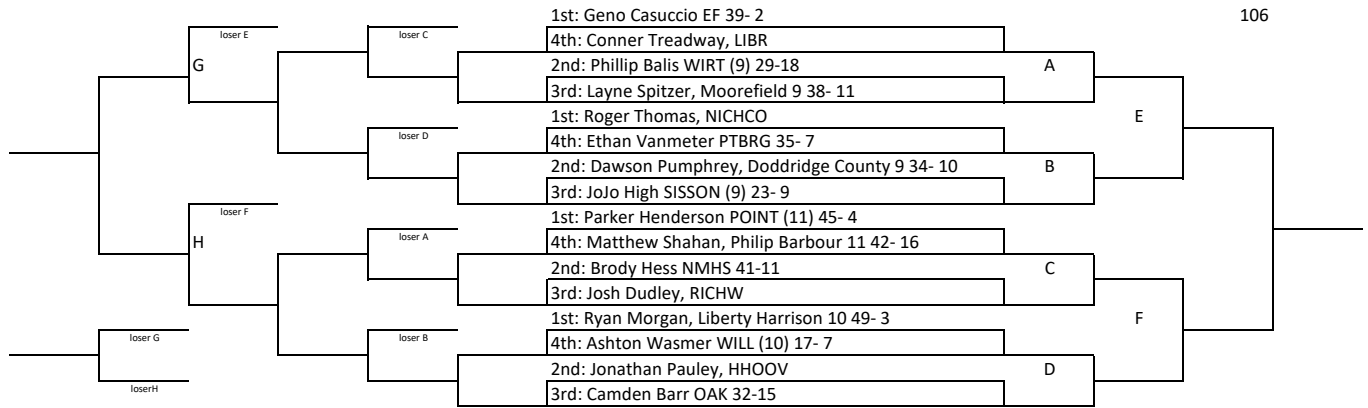 1st: Geno Casuccio EF 39- 2
106
loser E
loser C
4th: Conner Treadway, LIBR
G
2nd: Phillip Balis WIRT (9) 29-18
A
3rd: Layne Spitzer, Moorefield 9 38- 11
1st: Roger Thomas, NICHCO
E
loser D
4th: Ethan Vanmeter PTBRG 35- 7
2nd: Dawson Pumphrey, Doddridge County 9 34- 10
B
3rd: JoJo High SISSON (9) 23- 9
loser F
1st: Parker Henderson POINT (11) 45- 4
H
loser A
4th: Matthew Shahan, Philip Barbour 11 42- 16
2nd: Brody Hess NMHS 41-11
C
3rd: Josh Dudley, RICHW
1st: Ryan Morgan, Liberty Harrison 10 49- 3
F
loser G
loser B
4th: Ashton Wasmer WILL (10) 17- 7
2nd: Jonathan Pauley, HHOOV
D
loserH
3rd: Camden Barr OAK 32-15